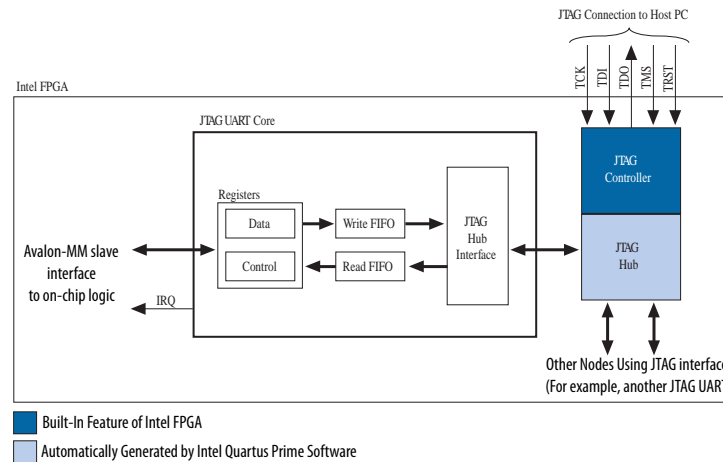 JTAG Connection to Host PC
TCK
TDI
TDO
TMS
TRST
Intel FPGA
JTAG UART Core
JTAG
Controller
Registers
Data
Write FIFO
JTAG
Hub
Interface
Control
Read FIFO
JTAG
Hub
Avalon-MM slave
interface
to on-chip logic
IRQ
Other Nodes Using JTAG interface
(For example, another JTAG UART
Built-In Feature of Intel FPGA
Automatically Generated by Intel Quartus Prime Software